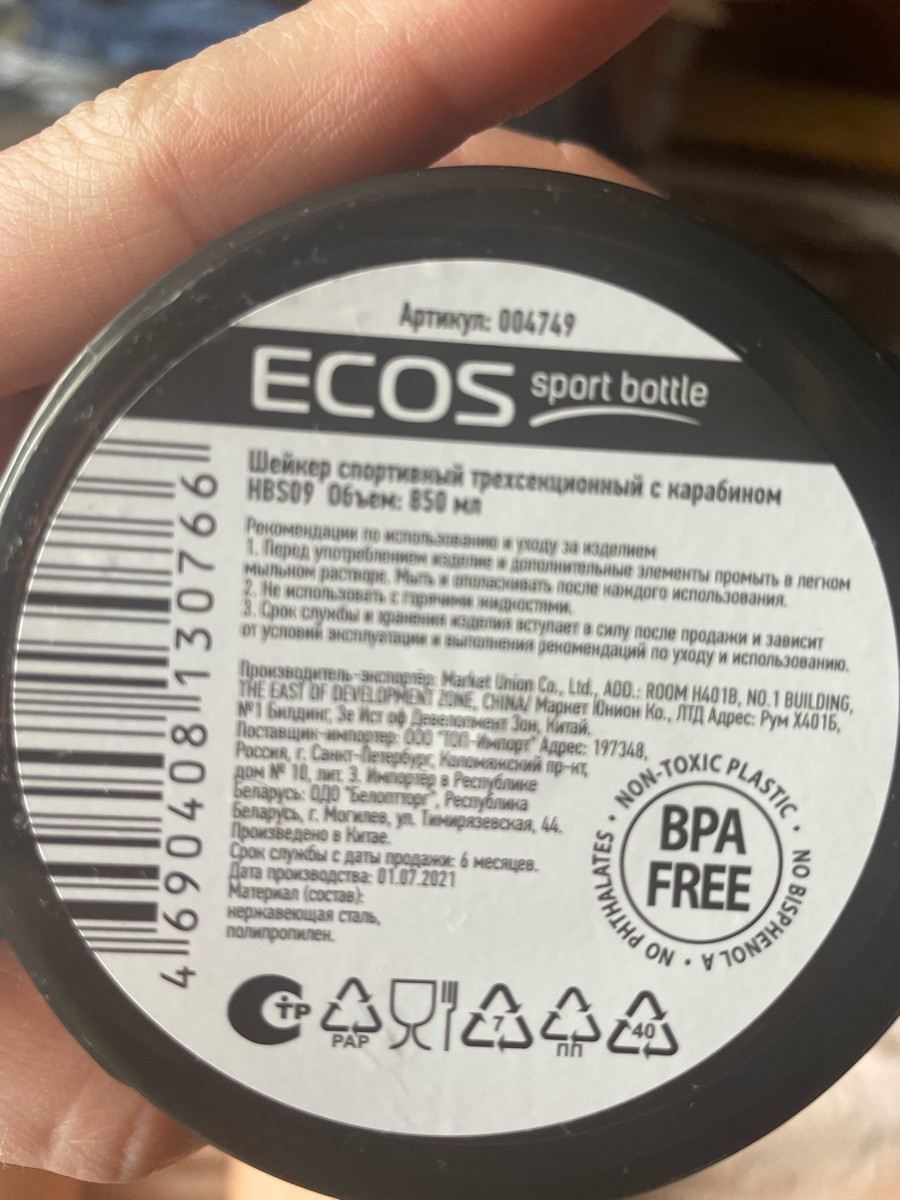 Артикул: 004749
ECOS sport bottle
Шейкер спортивный трехсекционный с карабином
HBS09 Объем: 850 мл
Рекомендации по использованию и уходу за изделием
1. Перед употреблением изделие и дополнительные элементы промыть в легком
мыльном растворе. Мыть и ополаскивать после каждого использования.
2. Не использовать с горячими жидкостями.
3. Срок службы и хранения изделия вступает в силу после продажи и зависит
от условий эксплуатации и выполнения рекомендаций по уходу и использованию.
Производитель-экспортёр: Market Union Co., Ltd., ADD.: ROOM H401B, NO.1 BUILDING,
THE EAST OF DEVELOPMENT ZONE, CHINA/ Маркет Юнион Ко., ЛТД Адрес: Рум Х401Б,
№1 Билдинг, Зе Ист оф Девелопмент Зон, Китай.
Поставщик-импортер: ООО "ТОП-Импорт" Адрес: 197348,
Россия, г. Санкт-Петербург, Коломяжский пр-кт,
дом № 10, лит. З. Импортёр в Республике
Беларусь: ОДО "Белоптторг", Республика
Беларусь, г. Могилев, ул. Тимирязевская, 44.
Произведено в Китае.
Срок службы с даты продажи: 6 месяцев.
Дата производства: 01.07.2021
Материал (состав):
нержавеющая сталь,
полипропилен.
NON-TOXIC PLASTIC • NO BISPHENOL A • NO PHTHALATES •
BPA
FREE
4 690408 130766
СТР
PAP
7
ПП
40